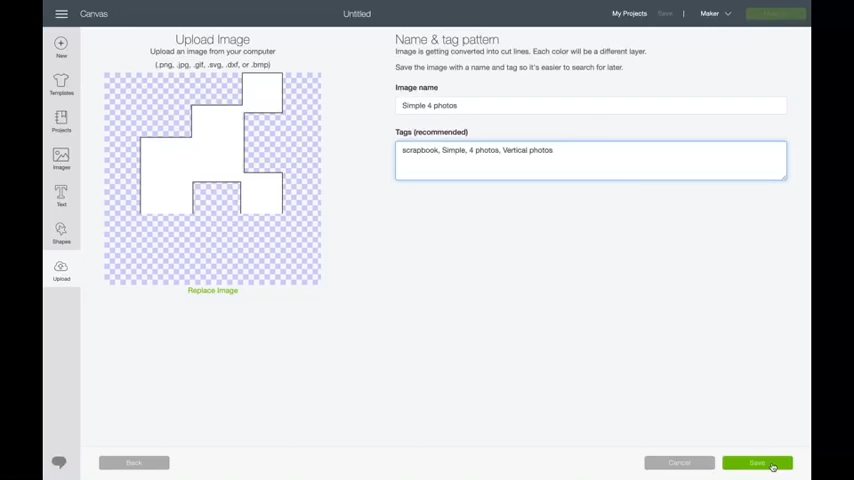 Canvas
Untitled
My Projects
Save
|
Maker
New
Templates
Projects
Images
Text
Shapes
Upload
Upload Image
Upload an image from your computer
(.png, .jpg, .gif, .svg, .dxf, or .bmp)
Replace Image
Name & tag pattern
Image is getting converted into cut lines. Each color will be a different layer.
Save the image with a name and tag so it's easier to search for later.
Image name
Simple 4 photos
Tags (recommended)
scrapbook, Simple, 4 photos, Vertical photos
Back
Cancel
Save